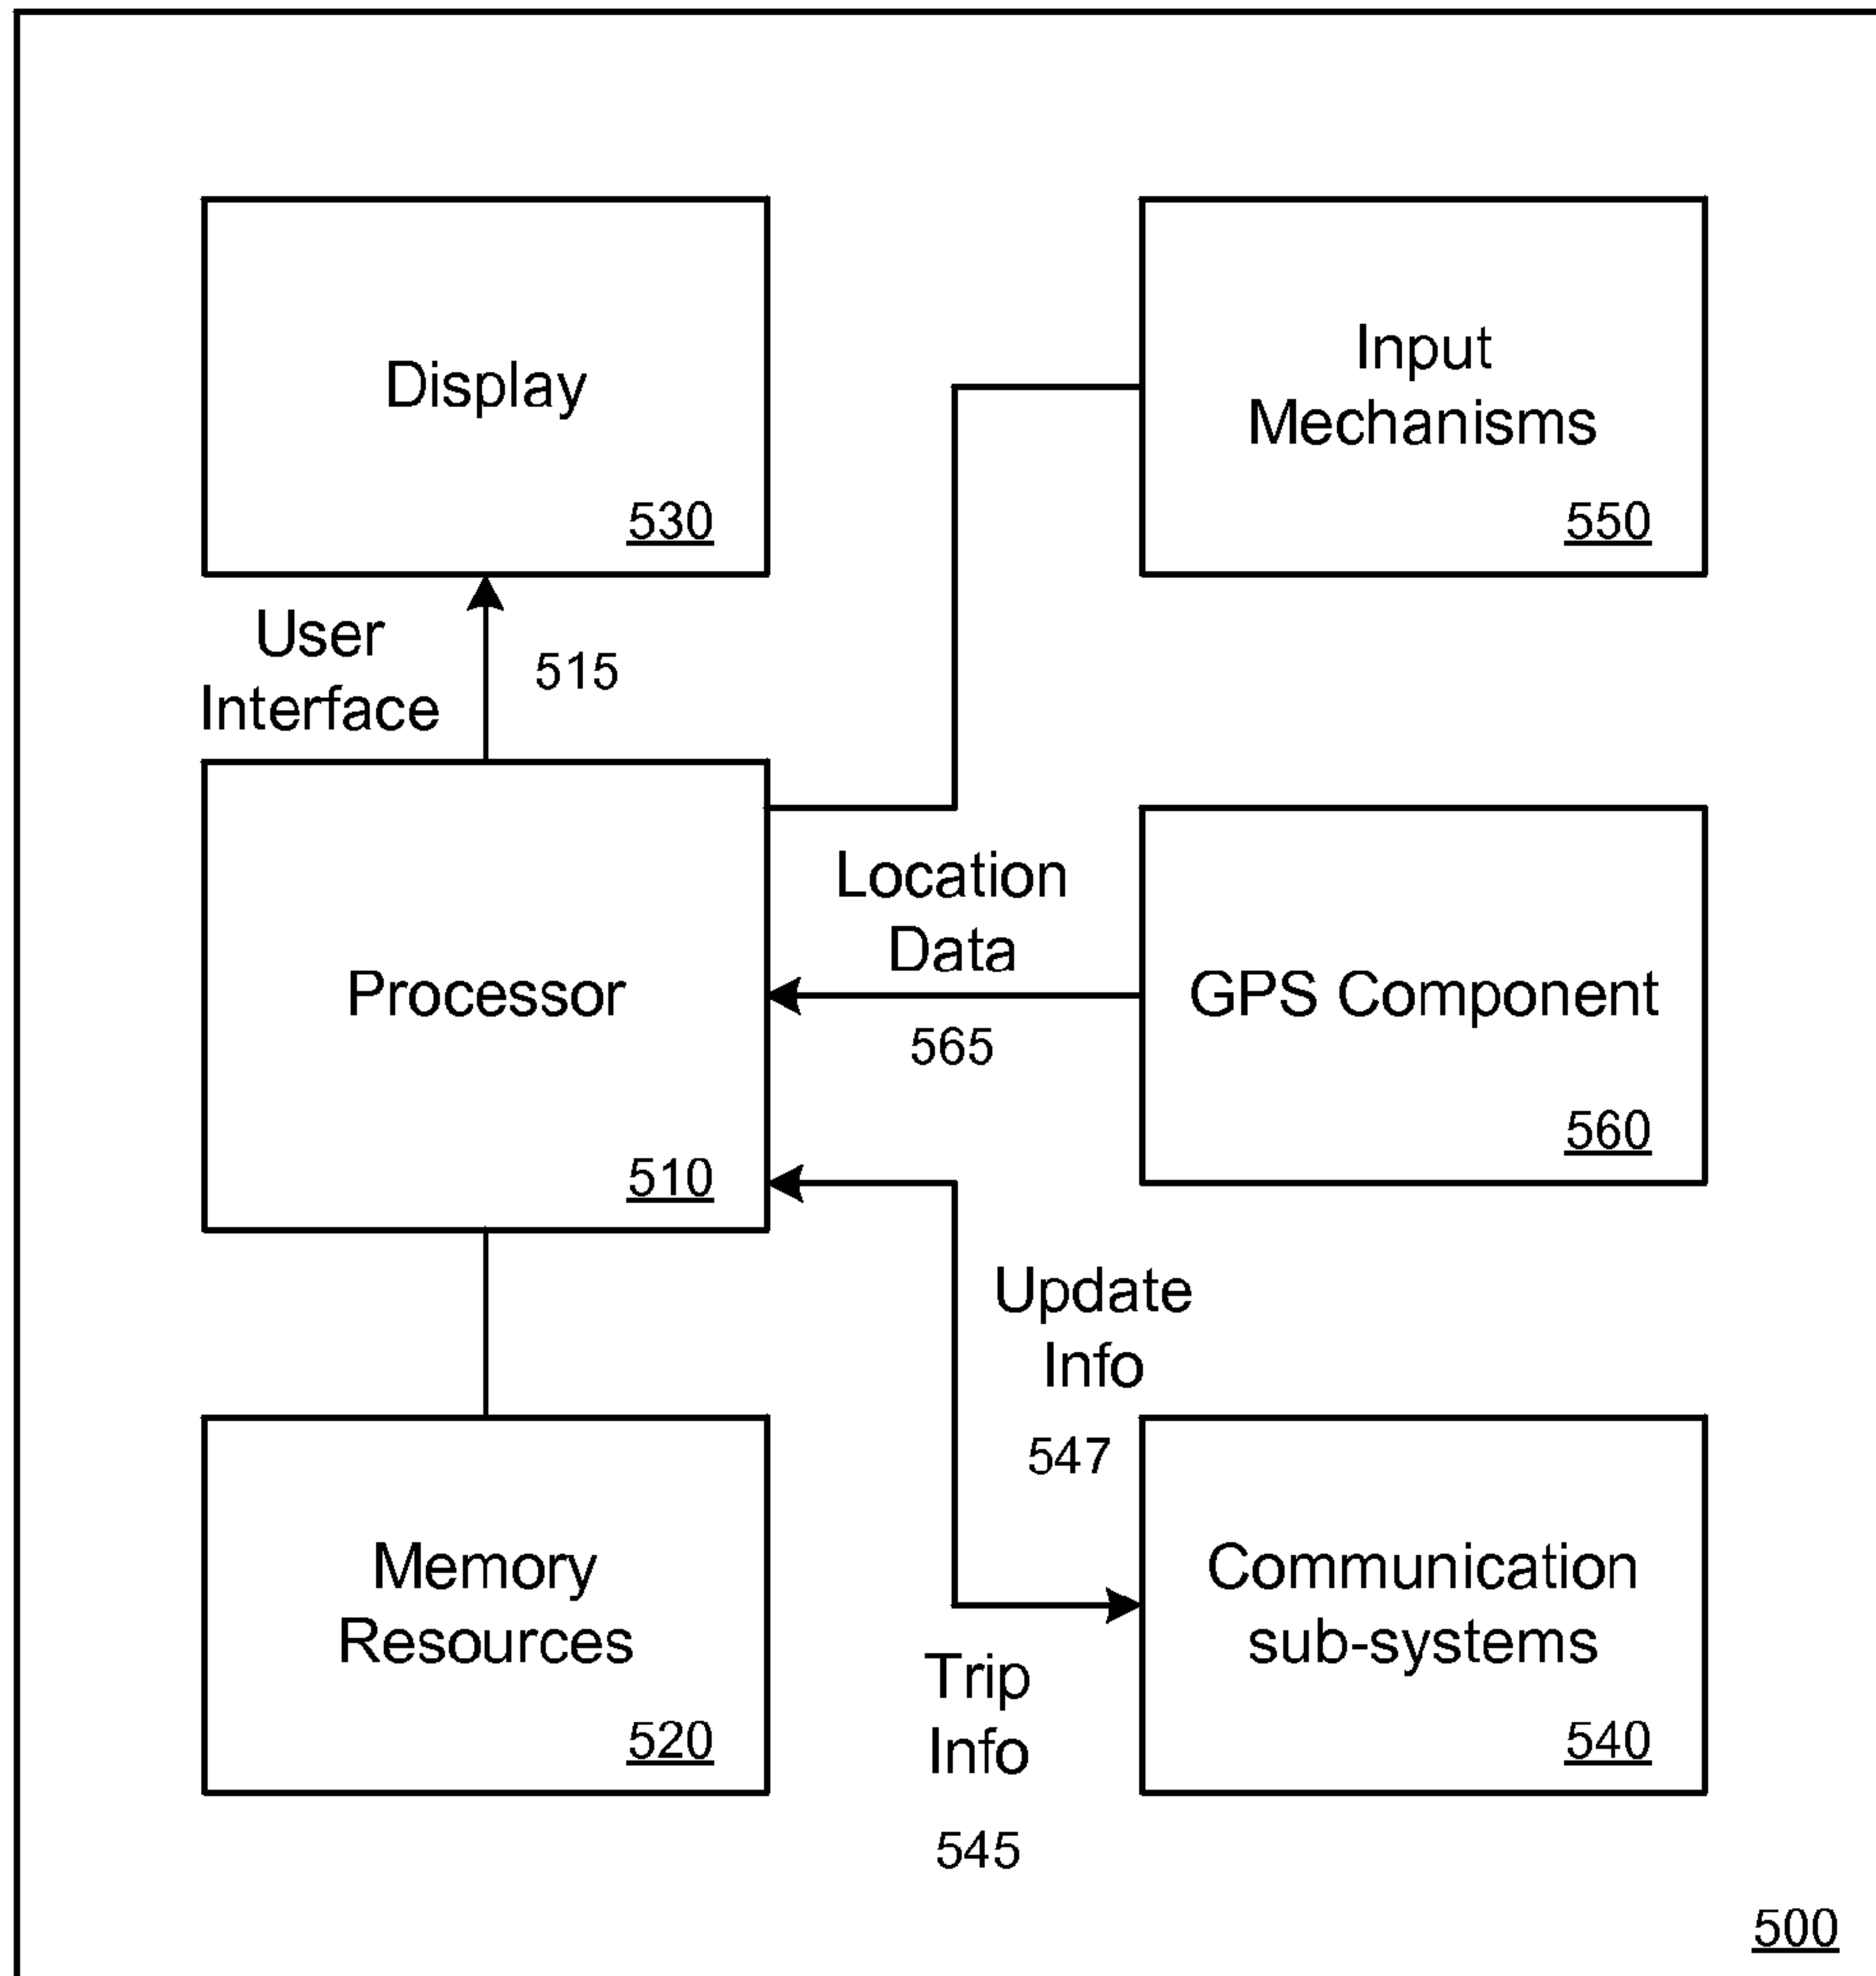 Display
530
Input
Mechanisms
550
User
Interface
515
Processor
510
Location
Data
565
GPS Component
560
Update
Info
547
Memory
Resources
520
Trip
Info
545
Communication
sub-systems
540
500